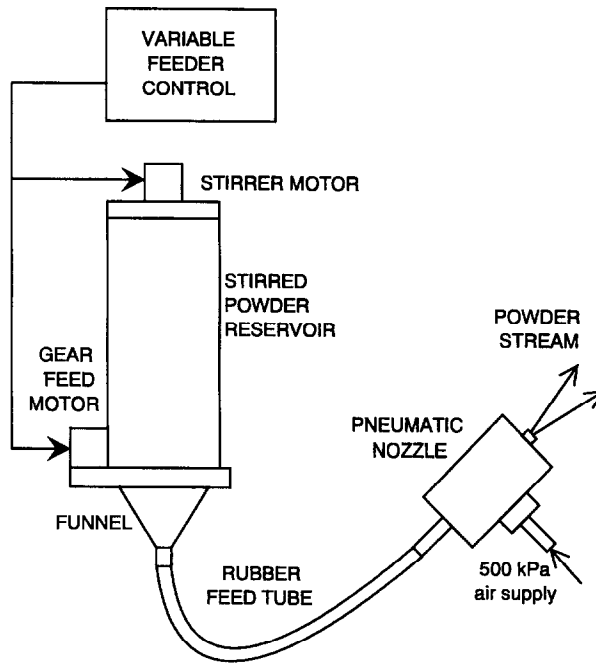 VARIABLE
FEEDER
CONTROL
STIRRER MOTOR
STIRRED
POWDER
RESERVOIR
GEAR
FEED
MOTOR
POWDER
STREAM
PNEUMATIC
NOZZLE
FUNNEL
RUBBER
FEED TUBE
500 kPa
air supply